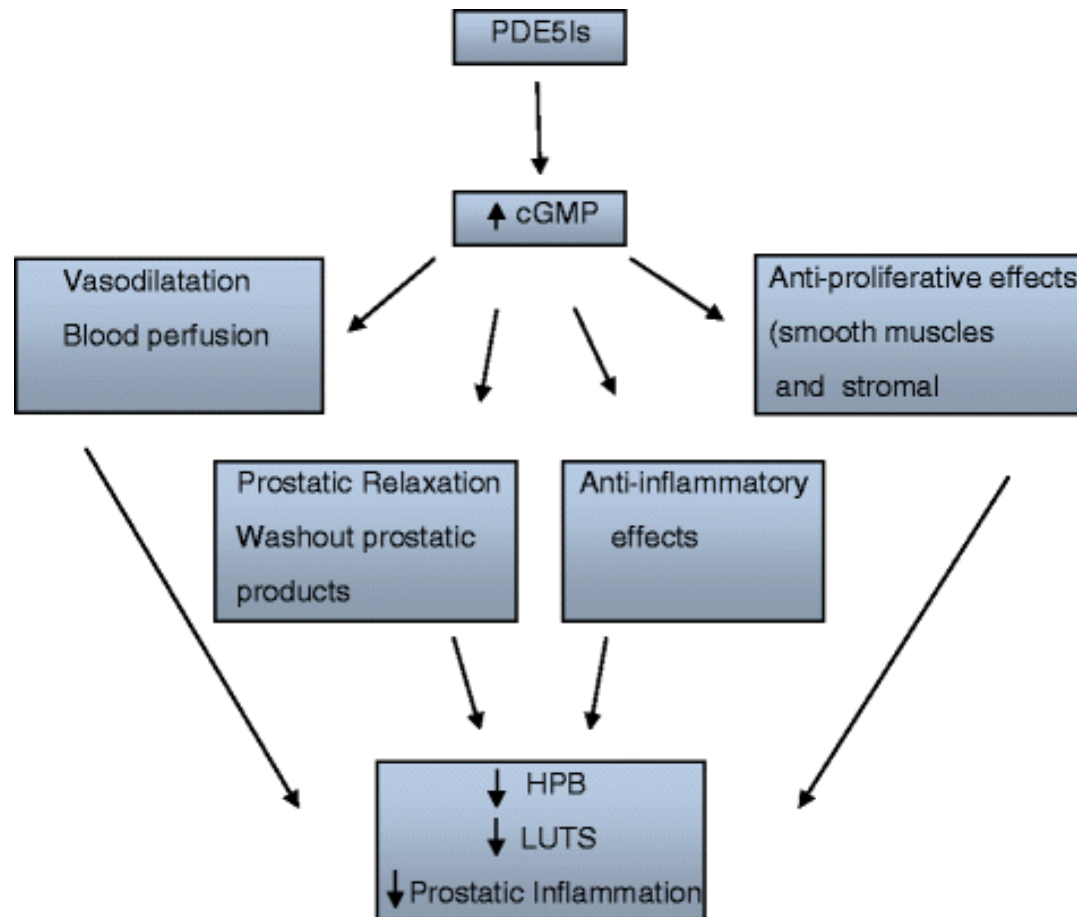 PDE5Is
↑ cGMP
Vasodilatation
Blood perfusion
Anti-proliferative effects
(smooth muscles
and stromal
Prostatic Relaxation
Washout prostatic
products
Anti-inflammatory
effects
↓ HPB
↓ LUTS
↓ Prostatic Inflammation